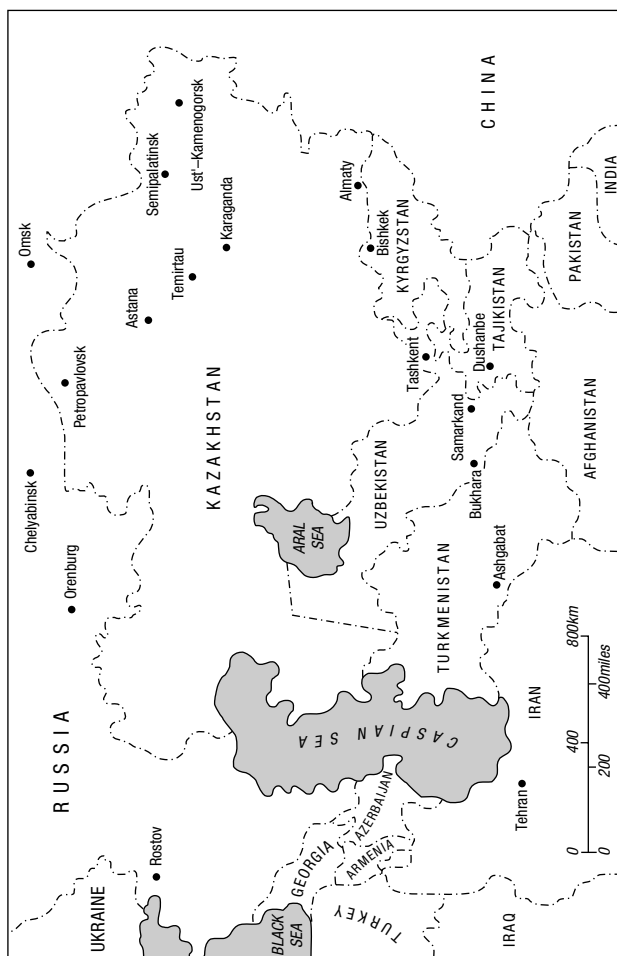 UKRAINE
RUSSIA
Rostov
Orenburg
Chelyabinsk
Petropavlovsk
Omsk
Astana
Temirtau
Karaganda
Semipalatinsk
Ust'–Kamenogorsk
KAZAKHSTAN
BLACK
SEA
GEORGIA
ARMENIA
AZERBAIJAN
TURKEY
CASPIAN SEA
ARAL
SEA
UZBEKISTAN
Tashkent
Bishkek
Almaty
KYRGYZSTAN
CHINA
TURKMENISTAN
Bukhara
Samarkand
Dushanbe
TAJIKISTAN
Ashgabat
IRAQ
Tehran
IRAN
AFGHANISTAN
PAKISTAN
INDIA
0 400 800km
0 200 400miles